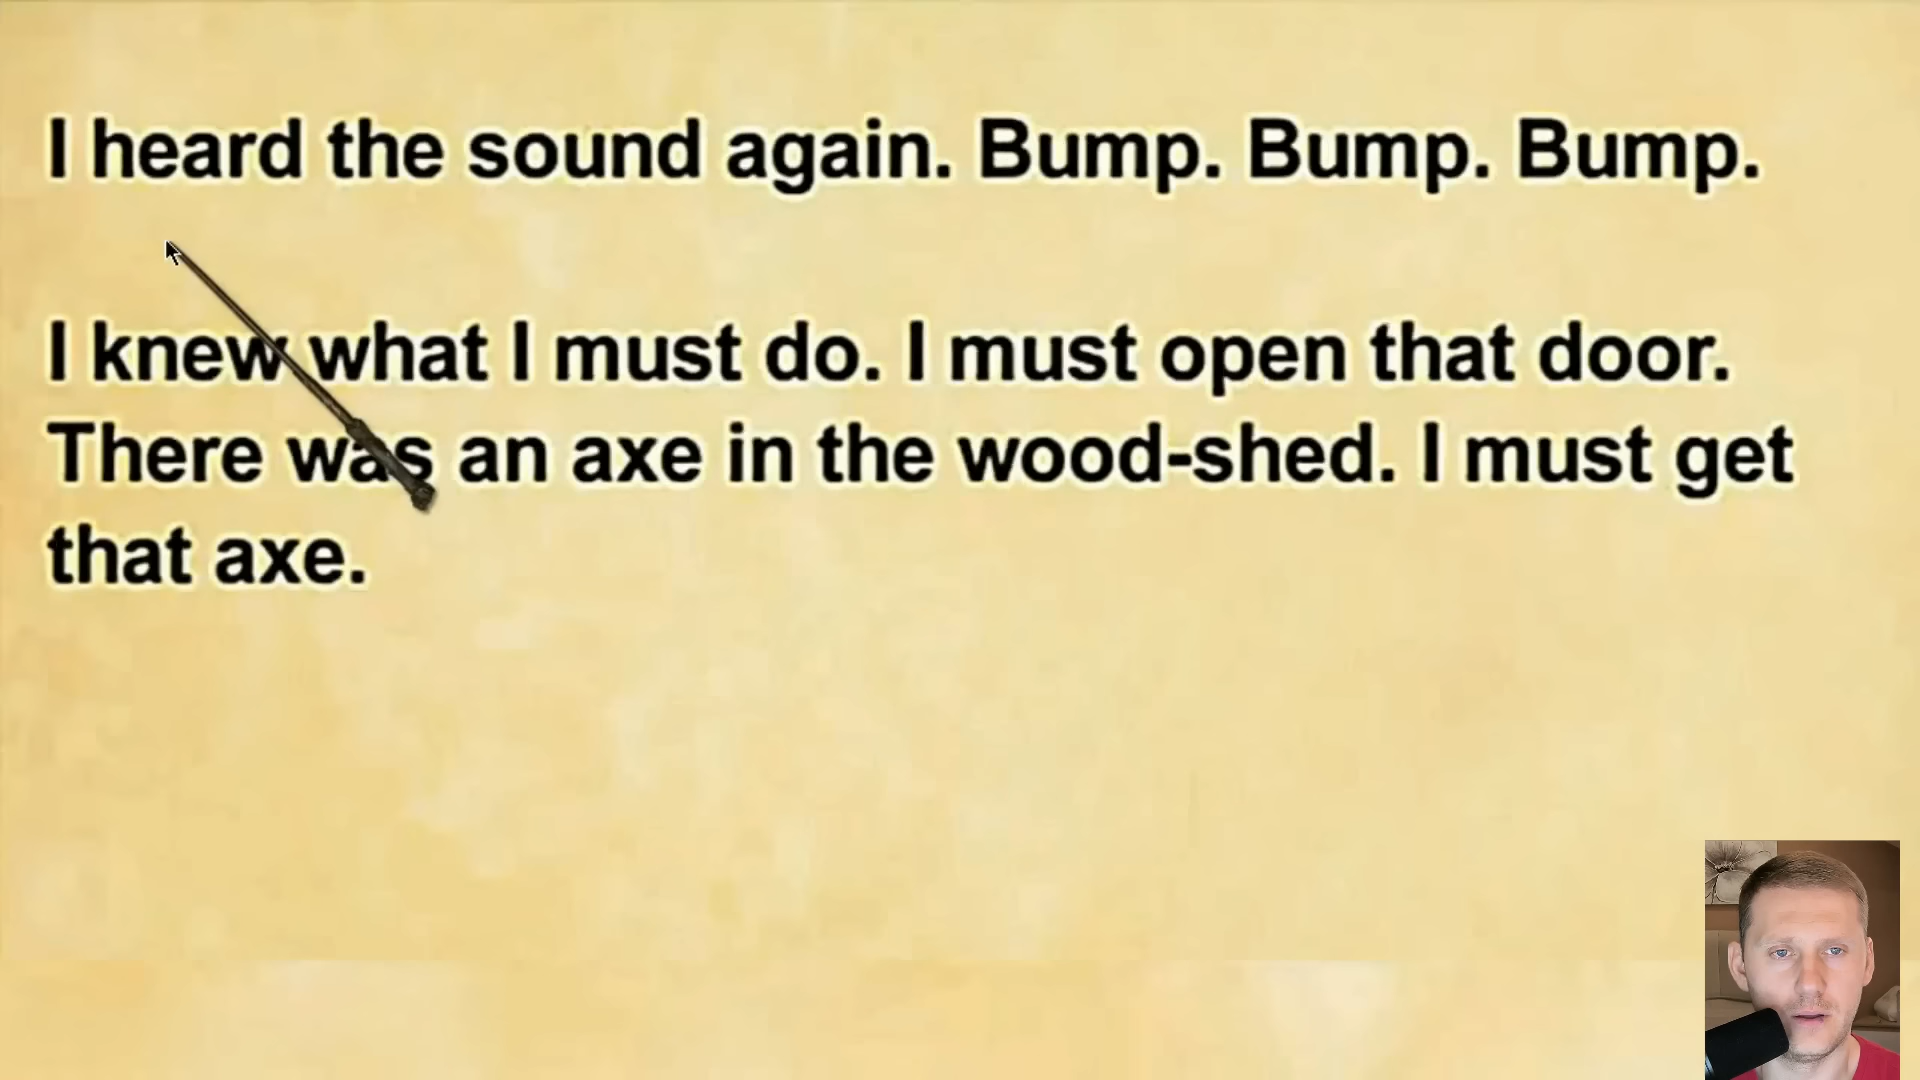 I heard the sound again. Bump. Bump. Bump.
I knew what I must do. I must open that door.
There was an axe in the wood-shed. I must get
that axe.